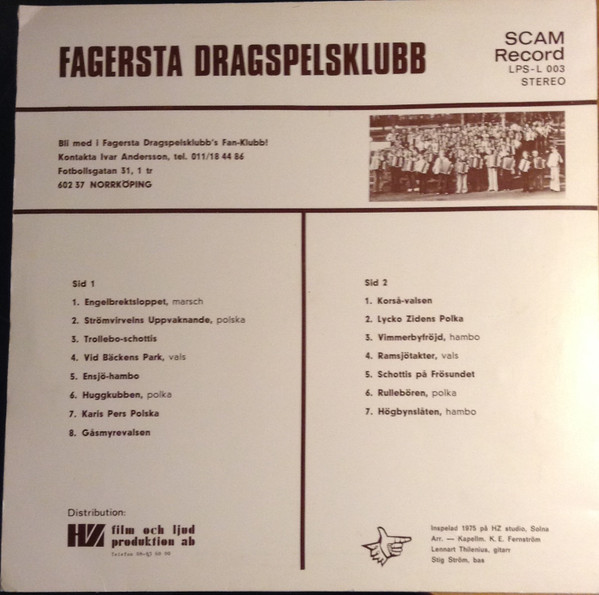 FAGERSTA DRAGSPELSKLUBB
SCAM
Record
LPS-L 003
STEREO
Bli med i Fagersta Dragspelsklubb's Fan-Klubb!
Kontakta Ivar Andersson, tel. 011/18 44 86
Fotbollsgatan 31, 1 tr
602 37 NORRKÖPING
Sid 1
1. Engelbrektsloppet, marsch
2. Strömvirvelns Uppvaknande, polska
3. Trollebo-schottis
4. Vid Bäckens Park, vals
5. Ensjö-hambo
6. Huggkubben, polka
7. Karis Pers Polska
8. Gåsmyrevalsen
Sid 2
1. Korså-valsen
2. Lycko Zidens Polka
3. Vimmerbyfröjd, hambo
4. Ramsjötakter, vals
5. Schottis på Frösundet
6. Rullebören, polka
7. Högbynslåten, hambo
Distribution:
HZ film och ljud
produktion ab
Telefon 08-
Inspelad 1975 på HZ studio, Solna
Arr. — Kapellm. K. E. Fernström
Lennart Thilenius, gitarr
Stig Ström, bas